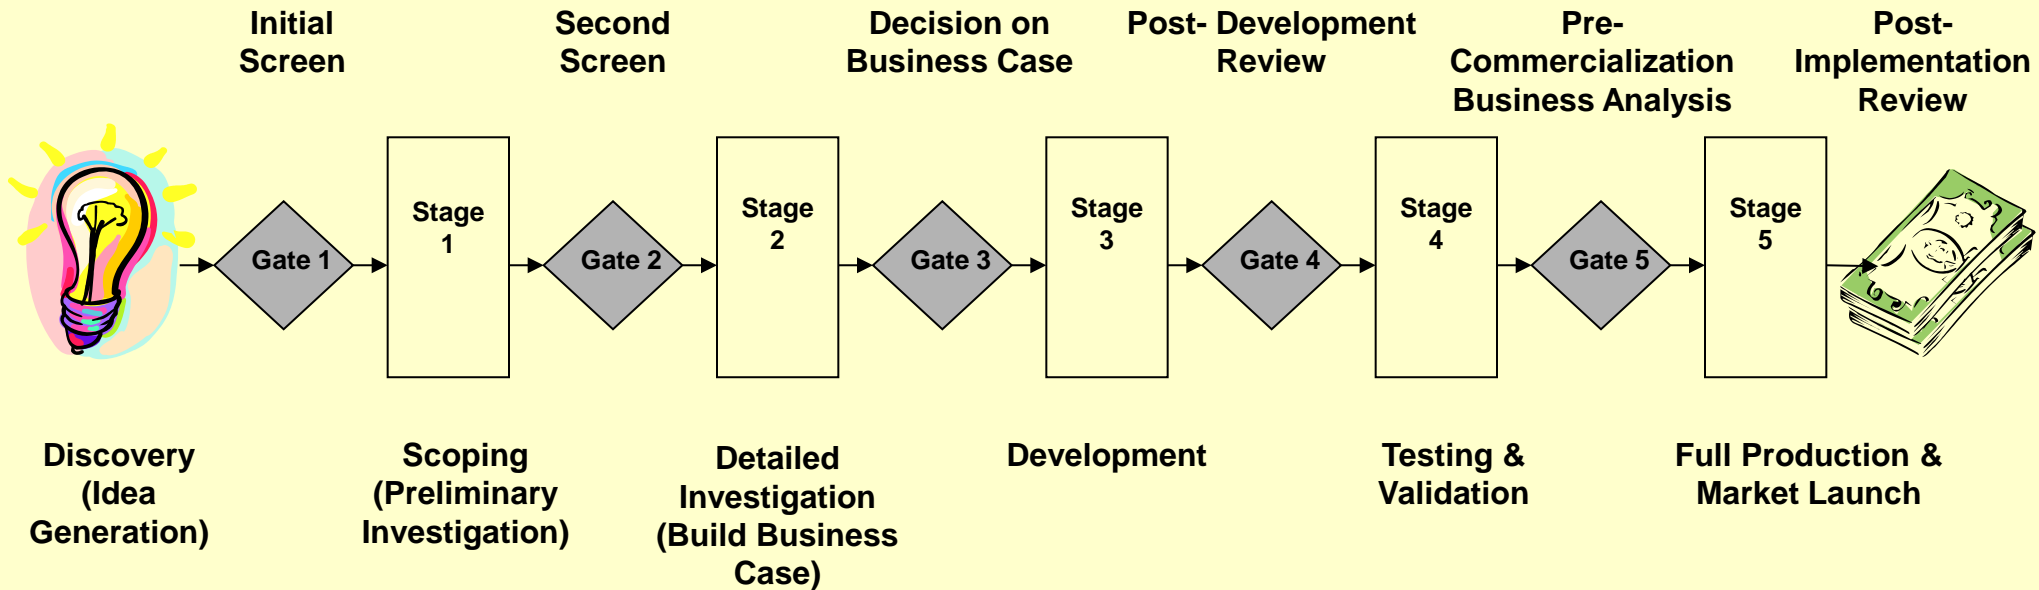 Initial
Screen
Second
Screen
Decision on
Business Case
Post- Development
Review
Pre-
Commercialization
Business Analysis
Post-
Implementation
Review
Gate 1
Stage
1
Gate 2
Stage
2
Gate 3
Stage
3
Gate 4
Stage
4
Gate 5
Stage
5
Discovery
(Idea
Generation)
Scoping
(Preliminary
Investigation)
Detailed
Investigation
(Build Business
Case)
Development
Testing &
Validation
Full Production &
Market Launch